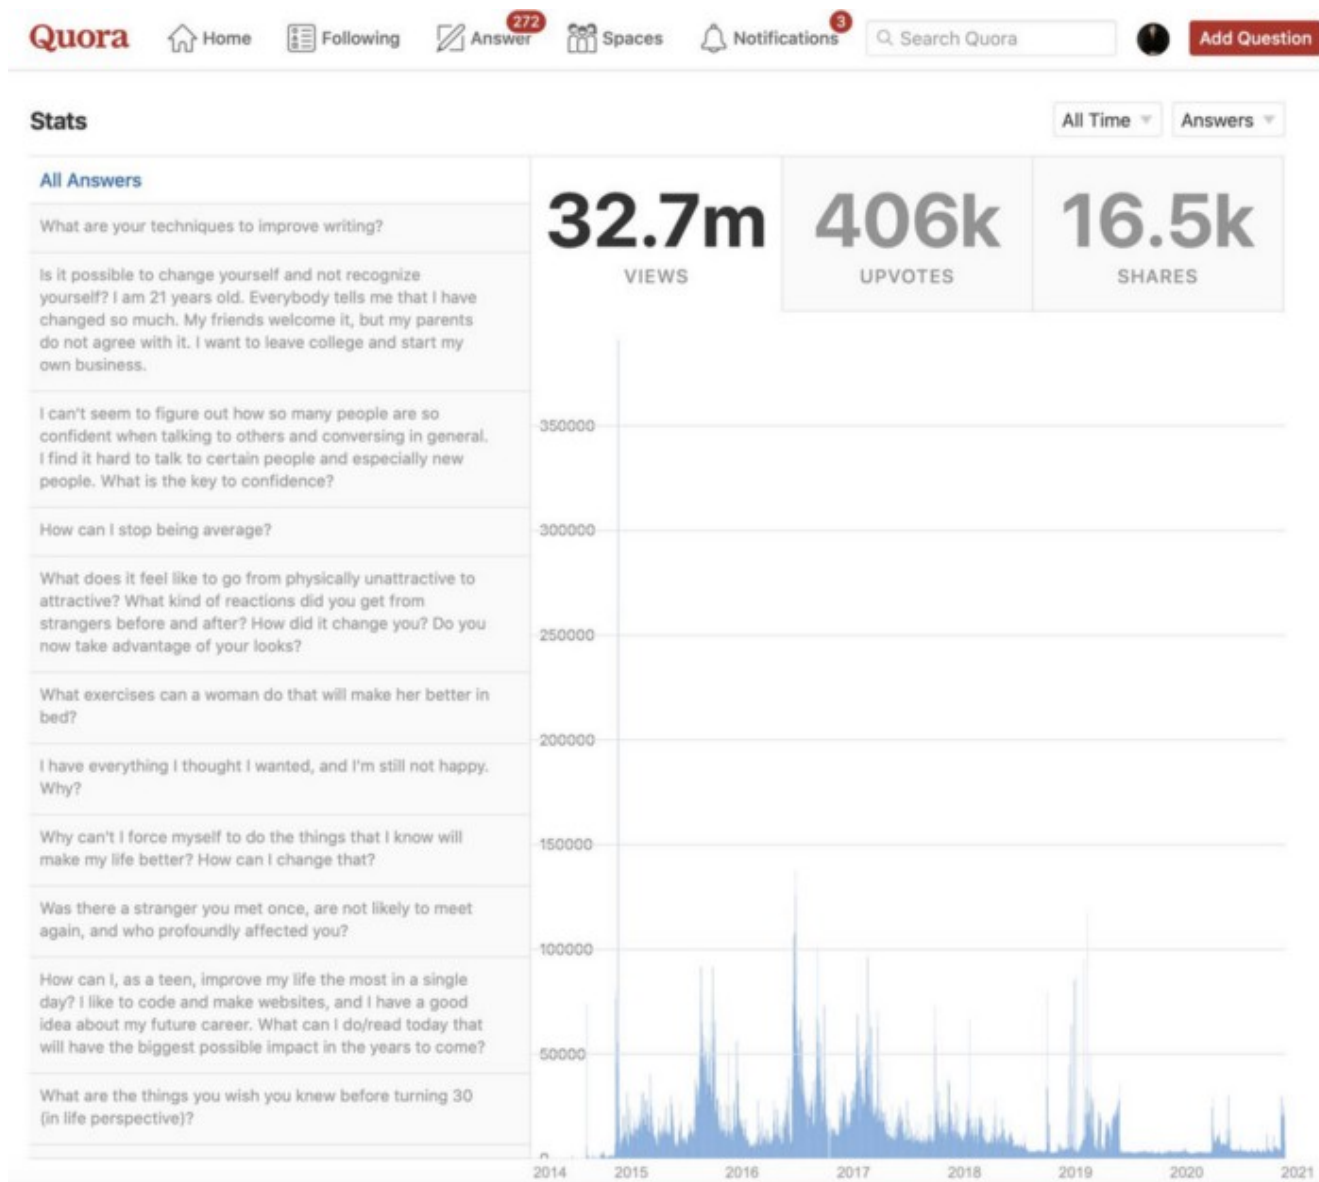 Quora Home Following Answer 272 Spaces Notifications 3 Search Quora Add Question
Stats All Time Answers
All Answers
What are your techniques to improve writing?
Is it possible to change yourself and not recognize
yourself? I am 21 years old. Everybody tells me that I have
changed so much. My friends welcome it, but my parents
do not agree with it. I want to leave college and start my
own business.
I can't seem to figure out how so many people are so
confident when talking to others and conversing in general.
I find it hard to talk to certain people and especially new
people. What is the key to confidence?
How can I stop being average?
What does it feel like to go from physically unattractive to
attractive? What kind of reactions did you get from
strangers before and after? How did it change you? Do you
now take advantage of your looks?
What exercises can a woman do that will make her better in
bed?
I have everything I thought I wanted, and I'm still not happy.
Why?
Why can't I force myself to do the things that I know will
make my life better? How can I change that?
Was there a stranger you met once, are not likely to meet
again, and who profoundly affected you?
How can I, as a teen, improve my life the most in a single
day? I like to code and make websites, and I have a good
idea about my future career. What can I do/read today that
will have the biggest possible impact in the years to come?
What are the things you wish you knew before turning 30
(in life perspective)?
32.7m
VIEWS
406k
UPVOTES
16.5k
SHARES
350000
300000
250000
200000
150000
100000
50000
0
2014 2015 2016 2017 2018 2019 2020 2021